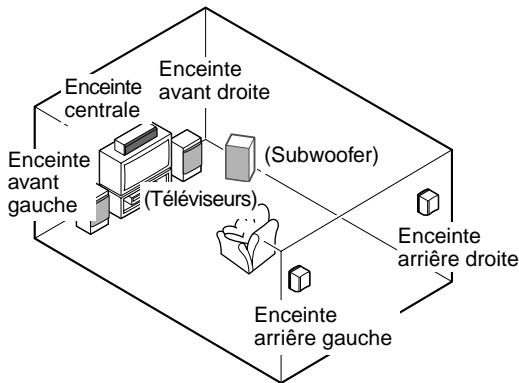 Enceinte
centrale
Enceinte
avant droite
Enceinte
avant
gauche
(Subwoofer)
(Téléviseurs)
Enceinte
arrière droite
Enceinte
arrière gauche